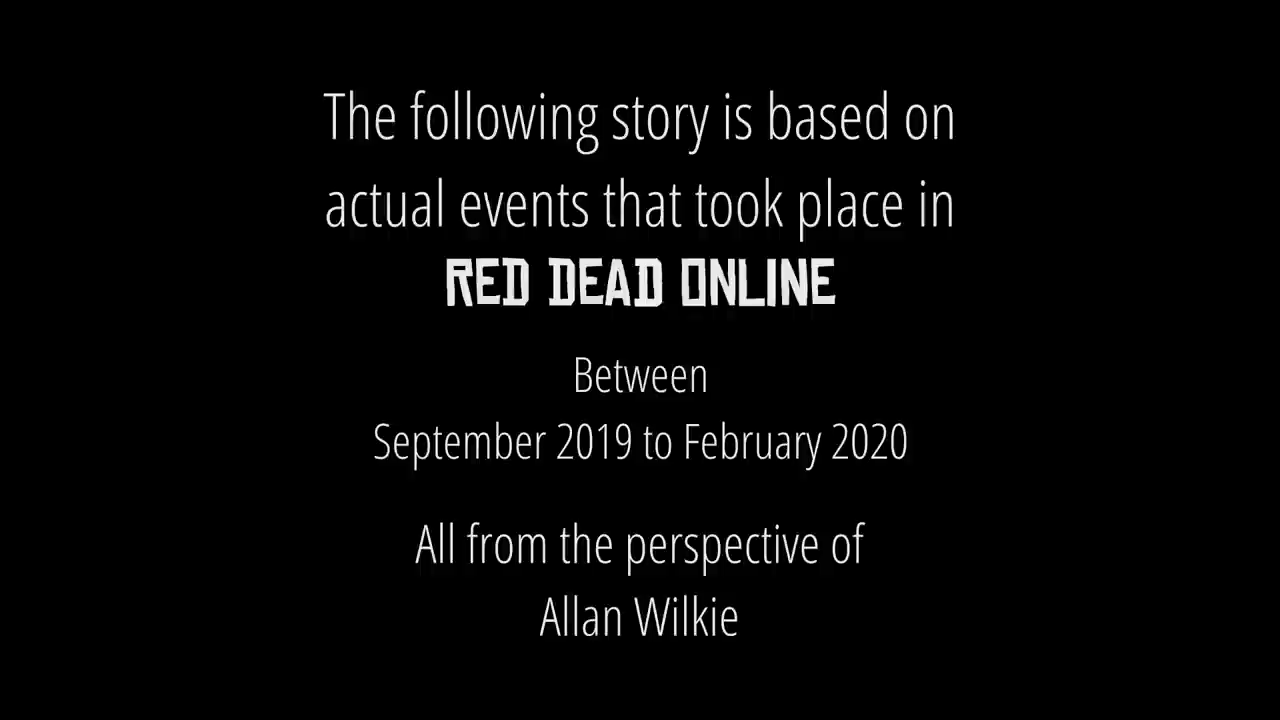 The following story is based on
actual events that took place in
RED DEAD ONLINE
Between
September 2019 to February 2020
All from the perspective of
Allan Wilkie